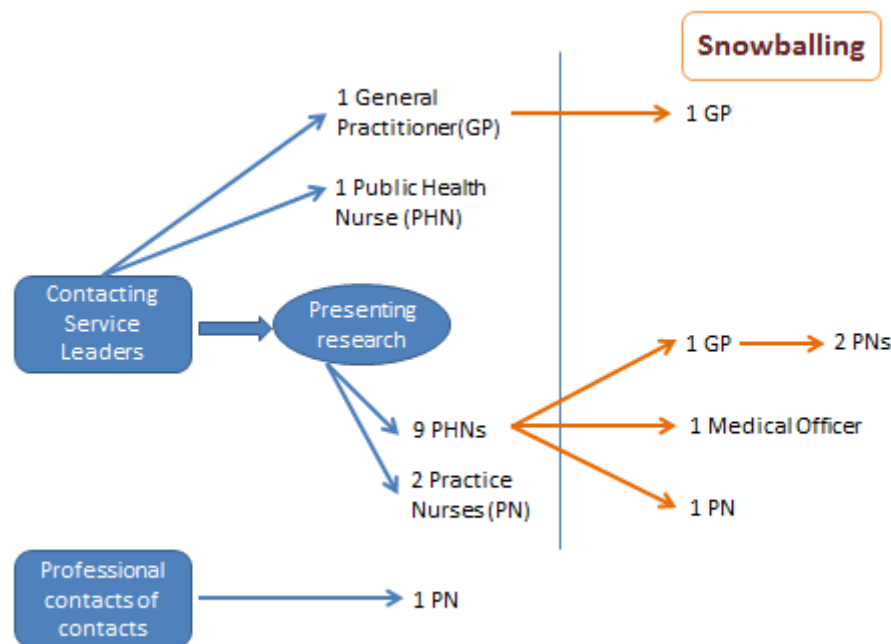 Snowballing
1 General
Practitioner(GP)
1 GP
1 Public Health
Nurse (PHN)
Contacting
Service
Leaders
Presenting
research
1 GP
2 PNs
9 PHNs
1 Medical Officer
2 Practice
Nurses (PN)
1 PN
Professional
contacts of
contacts
1 PN